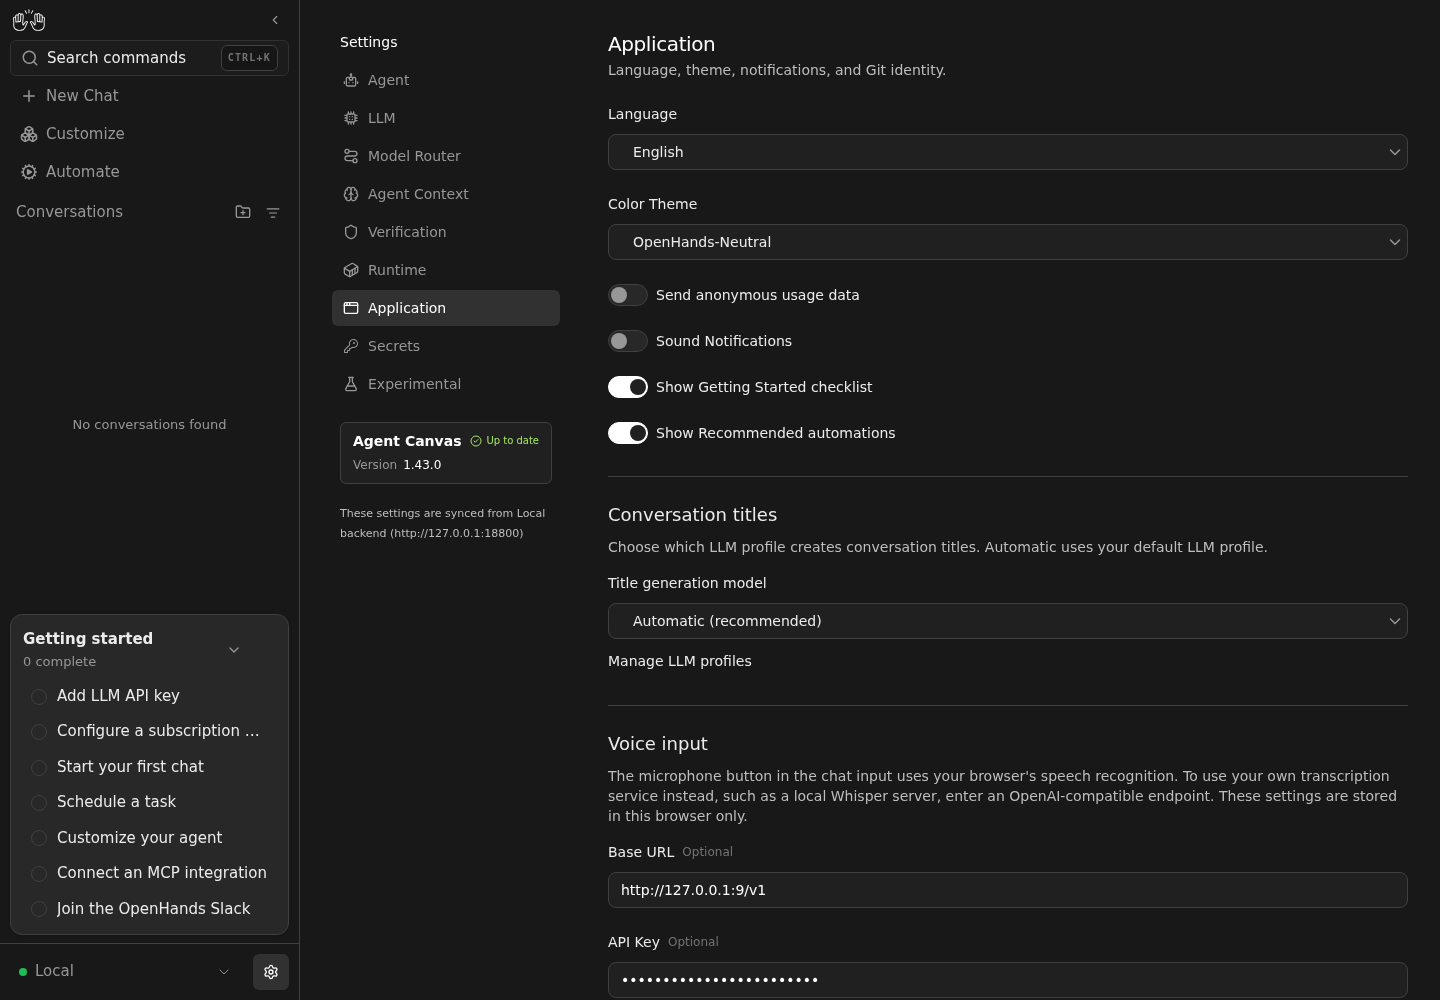 Search commands
CTRL+K
New Chat
Customize
Automate
Conversations
No conversations found
Getting started
0 complete
Add LLM API key
Configure a subscription ...
Start your first chat
Schedule a task
Customize your agent
Connect an MCP integration
Join the OpenHands Slack
Local
Settings
Agent
LLM
Model Router
Agent Context
Verification
Runtime
Application
Secrets
Experimental
Agent Canvas
Up to date
Version 1.43.0
These settings are synced from Local
backend (http://127.0.0.1:18800)
Application
Language, theme, notifications, and Git identity.
Language
English
Color Theme
OpenHands-Neutral
Send anonymous usage data
Sound Notifications
Show Getting Started checklist
Show Recommended automations
Conversation titles
Choose which LLM profile creates conversation titles. Automatic uses your default LLM profile.
Title generation model
Automatic (recommended)
Manage LLM profiles
Voice input
The microphone button in the chat input uses your browser's speech recognition. To use your own transcription
service instead, such as a local Whisper server, enter an OpenAI-compatible endpoint. These settings are stored
in this browser only.
Base URL Optional
http://127.0.0.1:9/v1
API Key Optional
••••••••••••••••••••••••